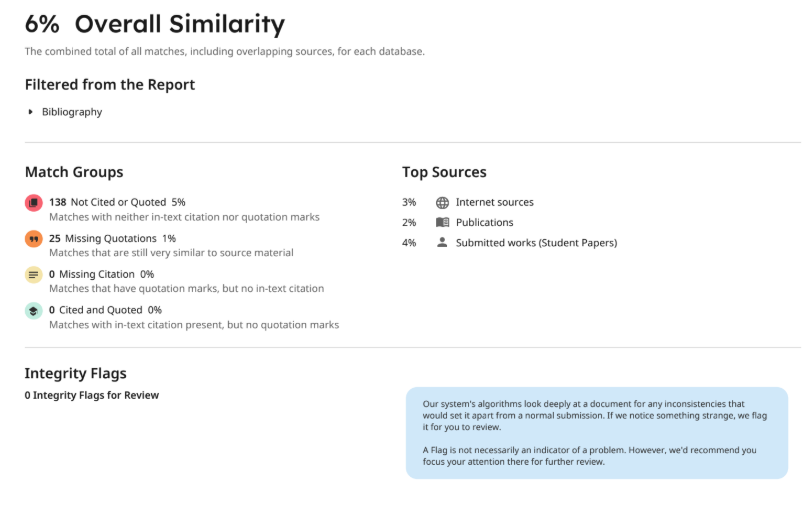 6% Overall Similarity
The combined total of all matches, including overlapping sources, for each database.
Filtered from the Report
Bibliography
Match Groups
138 Not Cited or Quoted 5%
Matches with neither in-text citation nor quotation marks
25 Missing Quotations 1%
Matches that are still very similar to source material
0 Missing Citation 0%
Matches that have quotation marks, but no in-text citation
0 Cited and Quoted 0%
Matches with in-text citation present, but no quotation marks
Top Sources
3% Internet sources
2% Publications
4% Submitted works (Student Papers)
Integrity Flags
0 Integrity Flags for Review
Our system's algorithms look deeply at a document for any inconsistencies that
would set it apart from a normal submission. If we notice something strange, we flag
it for you to review.
A Flag is not necessarily an indicator of a problem. However, we'd recommend you
focus your attention there for further review.